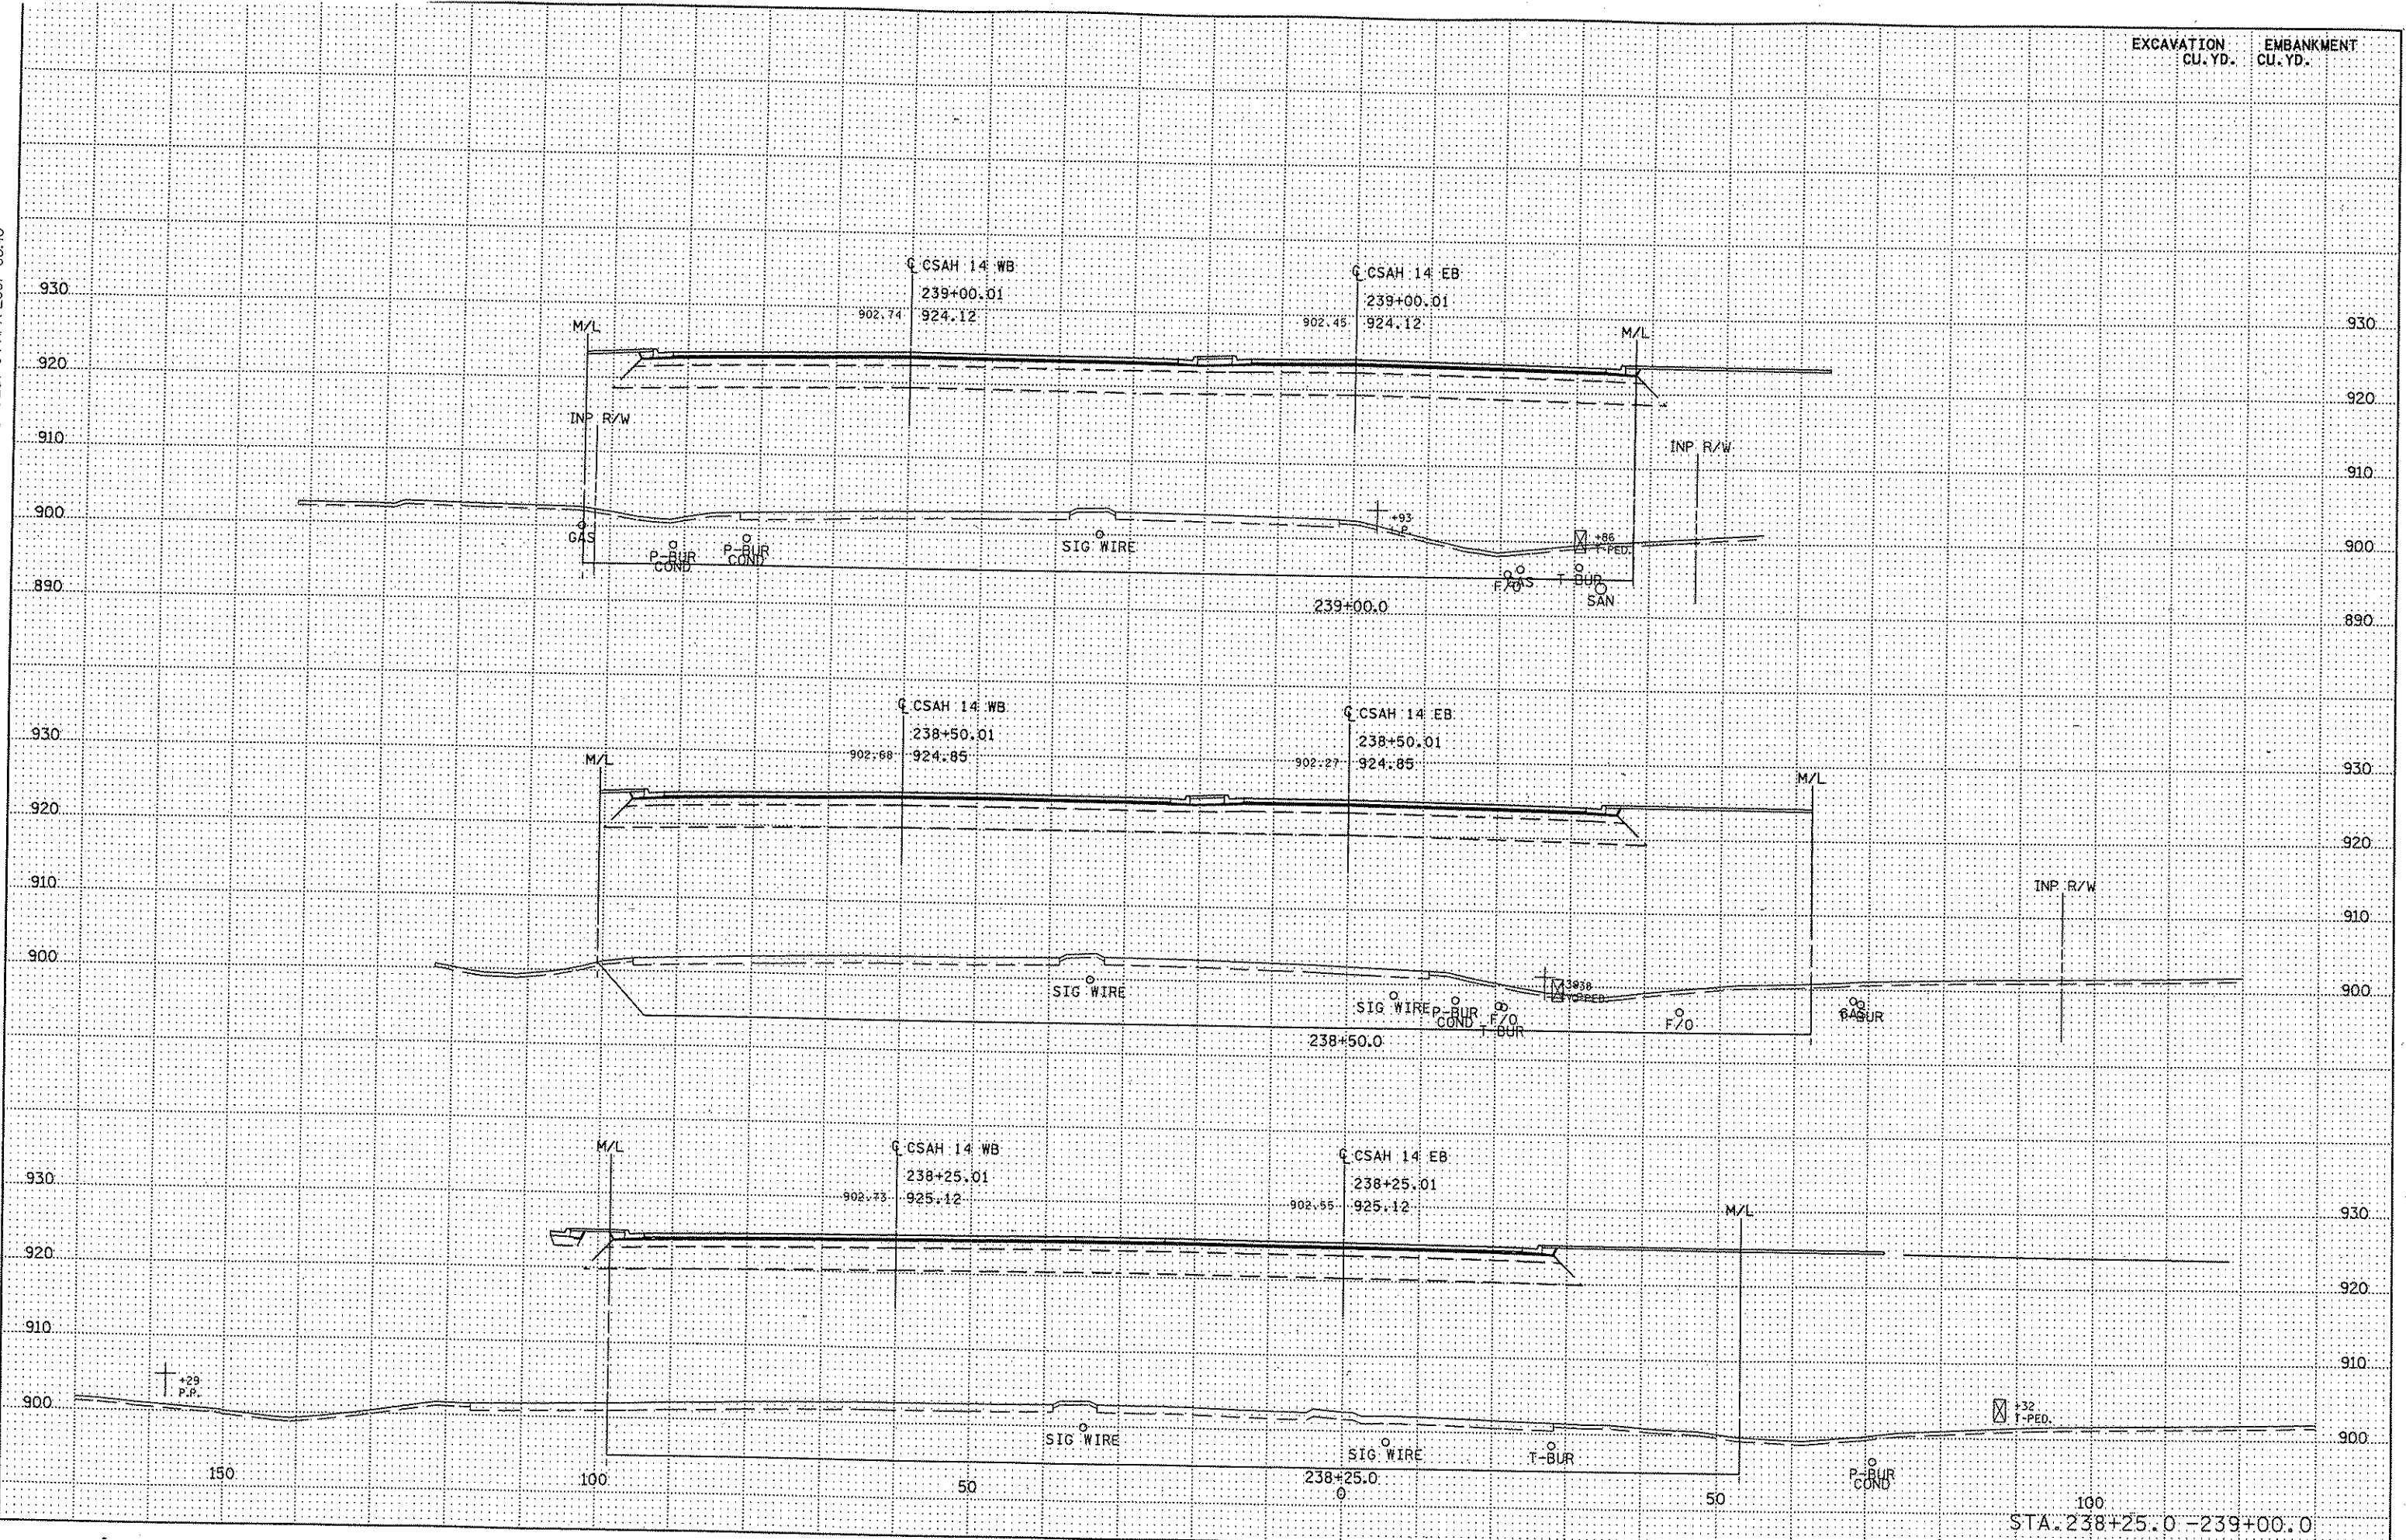 EXCAVATION EMBANKMENT
CU.YD. CU.YD.
℄ CSAH 14 WB
239+00.01
902.74 924.12
℄ CSAH 14 EB
239+00.01
902.45 924.12
M/L
M/L
930
930
920
920
INP R/W
INP R/W
910
910
900
900
GAS
P-BUR
COND
P-BUR
COND
SIG WIRE
+93
+86
T-PED.
F/O
T-BUR
SAN
890
890
239+00.0
℄ CSAH 14 WB
238+50.01
902.68 924.85
℄ CSAH 14 EB
238+50.01
902.27 924.85
M/L
M/L
930
930
920
920
910
910
INP R/W
900
900
SIG WIRE
SIG WIRE
P-BUR
COND
F/O
T-BUR
F/O
238+50.0
℄ CSAH 14 WB
238+25.01
902.73 925.12
℄ CSAH 14 EB
238+25.01
902.55 925.12
M/L
M/L
930
930
920
920
910
910
+29
P.P.
900
900
+32
T-PED.
SIG WIRE
SIG WIRE
T-BUR
P-BUR
COND
238+25.0
150 100 50 0 50 100
STA.238+25.0 -239+00.0